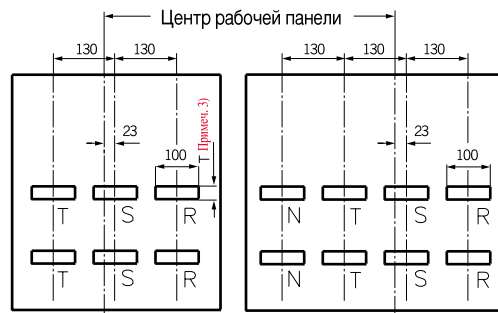 Центр рабочей панели
130 130 130 130 130
23 Т Примеч. 3) 23
100 100
T S R N T S R
T S R N T S R